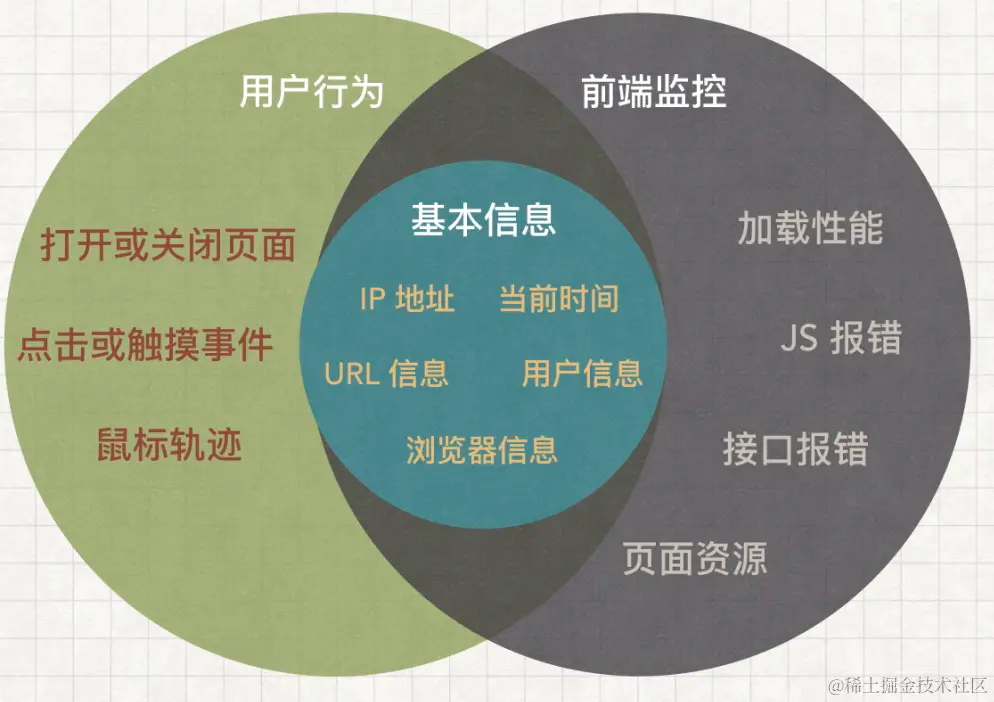 用户行为
前端监控
打开或关闭页面
点击或触摸事件
鼠标轨迹
基本信息
IP 地址 当前时间
URL 信息 用户信息
浏览器信息
加载性能
JS 报错
接口报错
页面资源
@稀土掘金技术社区